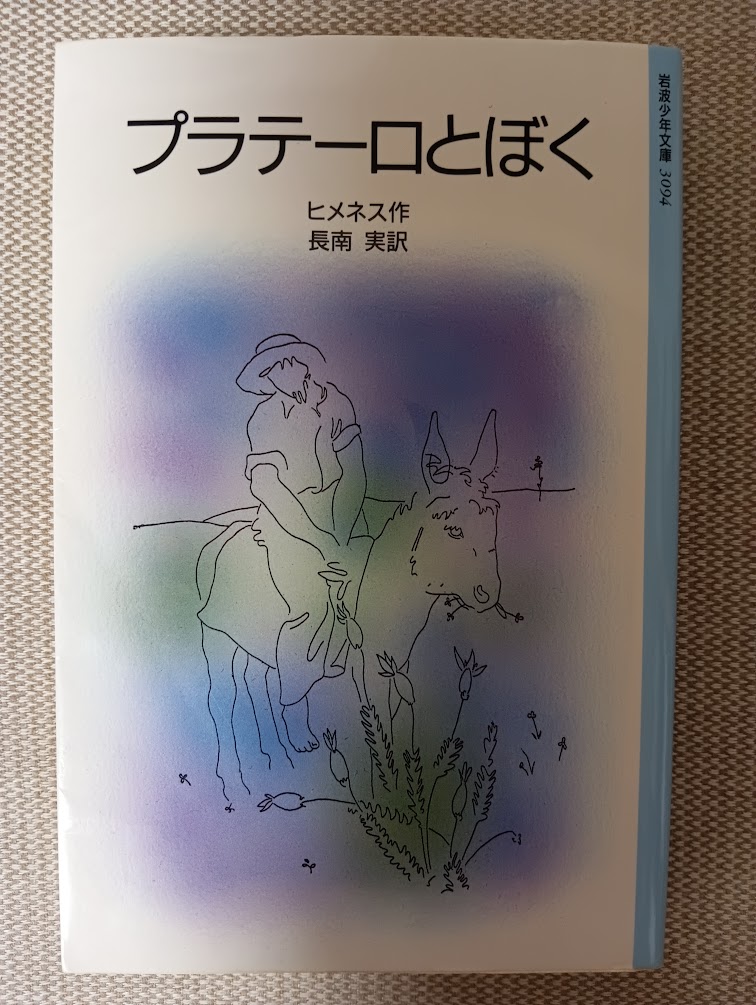 プラテーロとぼく
ヒメネス作
長南 実訳
岩波少年文庫 3094